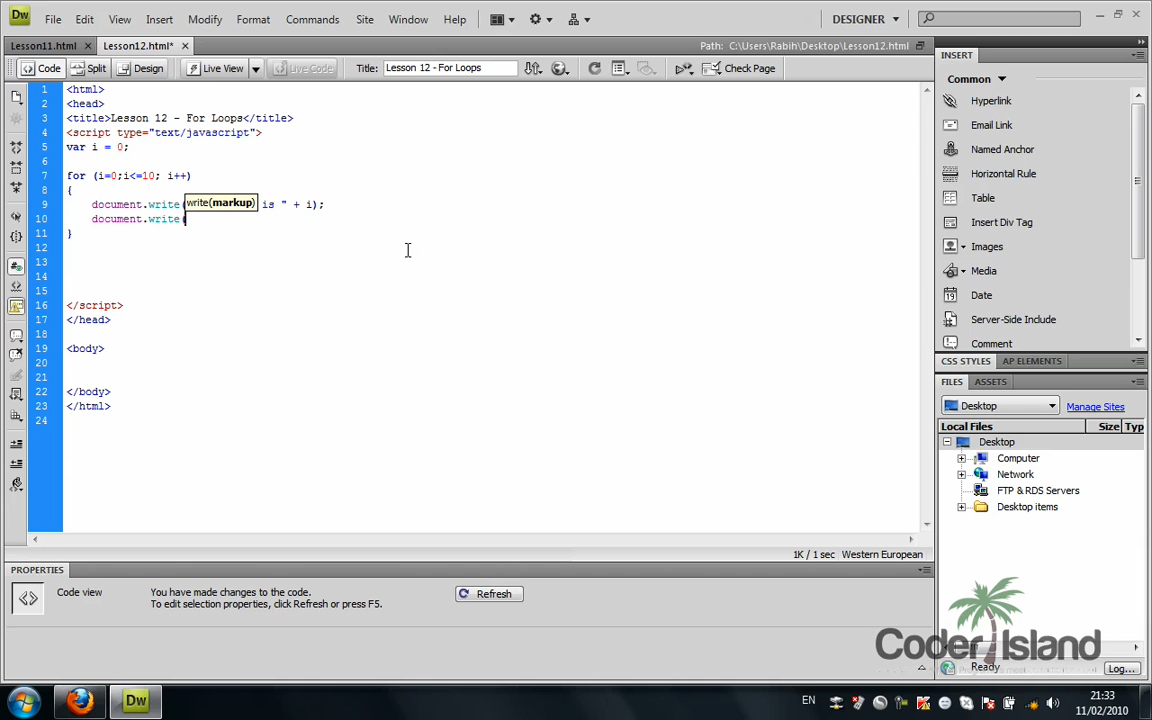 Dw File Edit View Insert Modify Format Commands Site Window Help DESIGNER
Lesson11.html Lesson12.html* Path: C:\Users\Rabih\Desktop\Lesson12.html
Code Split Design Live View Live Code Title: Lesson 12 - For Loops Check Page
1 <html>
2 <head>
3 <title>Lesson 12 - For Loops</title>
4 <script type="text/javascript">
5 var i = 0;
6
7 for (i=0;i<=10; i++)
8 {
9 document.write is " + i);
write(markup)
10 document.write(
11 }
12
13
14
15
16 </script>
17 </head>
18
19 <body>
20
21
22 </body>
23 </html>
24
1K / 1 sec Western European
PROPERTIES
Code view
You have made changes to the code.
To edit selection properties, click Refresh or press F5.
Refresh
INSERT
Common
Hyperlink
Email Link
Named Anchor
Horizontal Rule
Table
Insert Div Tag
Images
Media
Date
Server-Side Include
Comment
CSS STYLES AP ELEMENTS
FILES ASSETS
Desktop Manage Sites
Local Files Size Typ
Desktop
Computer
Network
FTP & RDS Servers
Desktop items
Coder Island
Ready Log...
Dw EN 21:33
11/02/2010